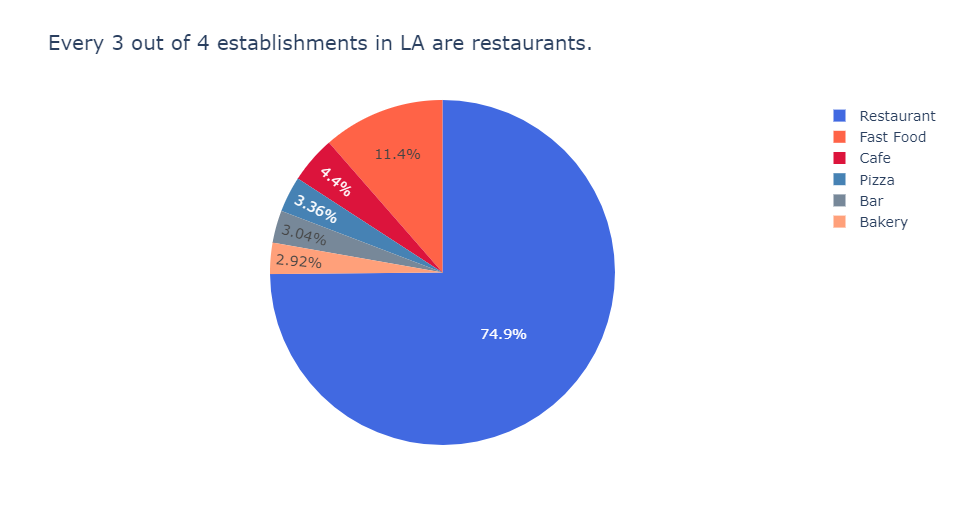 Every 3 out of 4 establishments in LA are restaurants.
Restaurant
Fast Food
Cafe
Pizza
Bar
Bakery
11.4%
4.4%
3.36%
3.04%
2.92%
74.9%